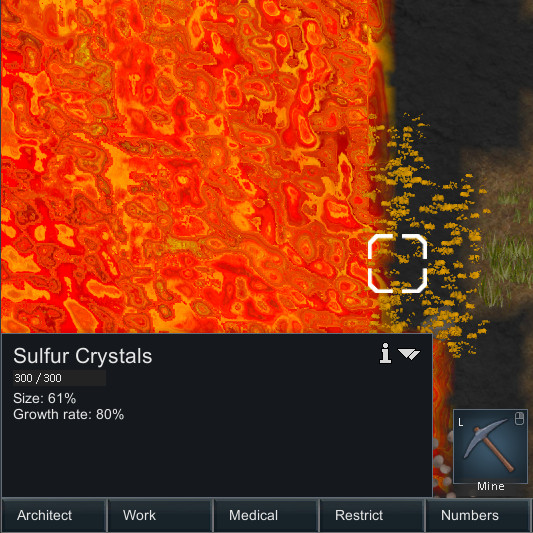 Sulfur Crystals
300 / 300
Size: 61%
Growth rate: 80%
L
Mine
Architect
Work
Medical
Restrict
Numbers